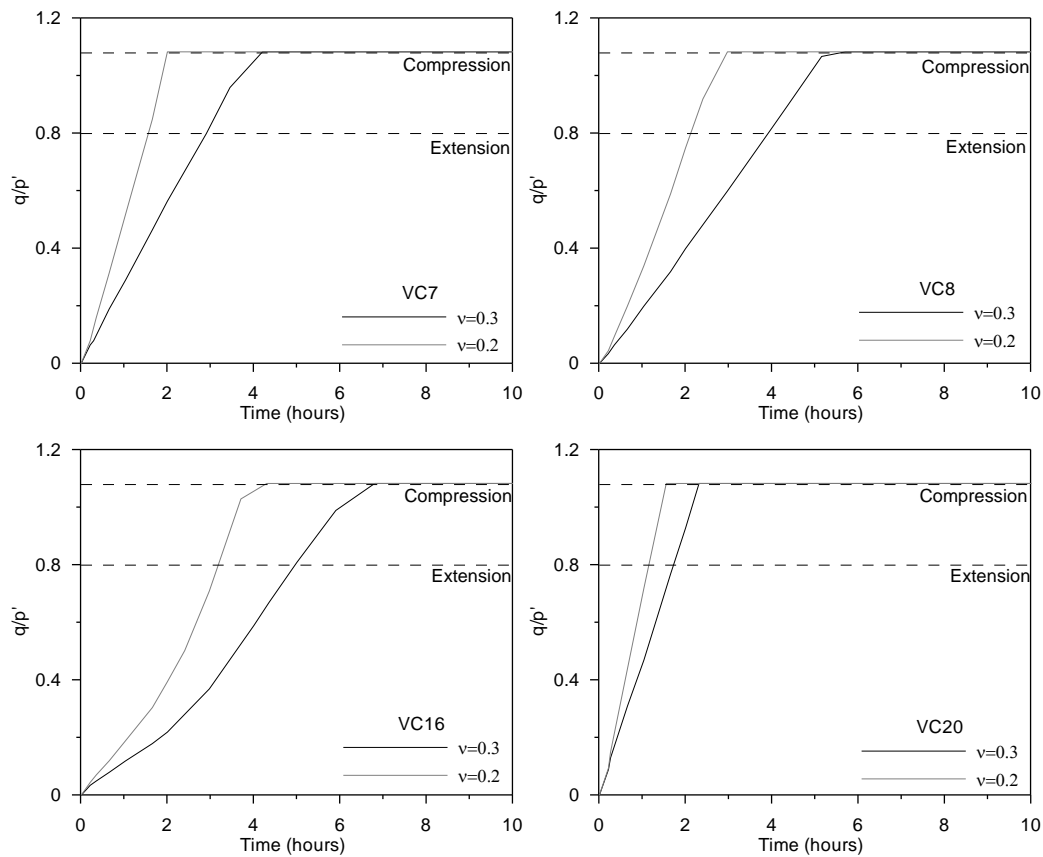 1.2
Compression
0.8
Extension
q/p'
0.4
VC7
ν=0.3
ν=0.2
0
0 2 4 6 8 10
Time (hours)
1.2
Compression
0.8
Extension
q/p'
0.4
VC8
ν=0.3
ν=0.2
0
0 2 4 6 8 10
Time (hours)
1.2
Compression
0.8
Extension
q/p'
0.4
VC16
ν=0.3
ν=0.2
0
0 2 4 6 8 10
Time (hours)
1.2
Compression
0.8
Extension
q/p'
0.4
VC20
ν=0.3
ν=0.2
0
0 2 4 6 8 10
Time (hours)